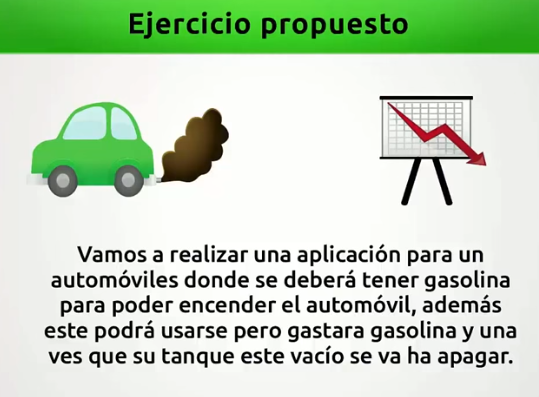 Ejercicio propuesto
Vamos a realizar una aplicación para un
automóviles donde se deberá tener gasolina
para poder encender el automóvil, además
este podrá usarse pero gastara gasolina y una
ves que su tanque este vacío se va ha apagar.